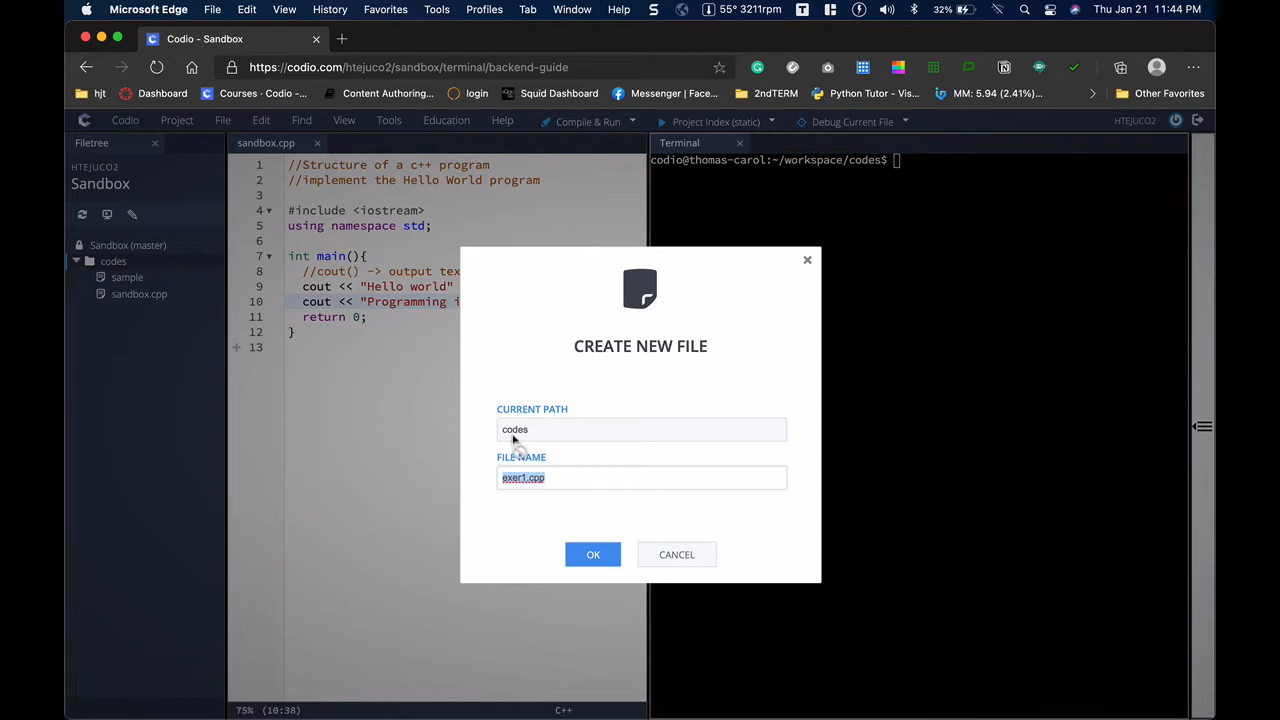 Microsoft Edge File Edit View History Favorites Tools Profiles Tab Window Help 55° 3211rpm 32% Thu Jan 21 11:44 PM
Codio - Sandbox
https://codio.com/htejuco2/sandbox/terminal/backend-guide
hjt Dashboard Courses · Codio -... Content Authoring... login Squid Dashboard Messenger | Face... 2ndTERM Python Tutor - Vis... MM: 5.94 (2.41%)... Other Favorites
Codio Project File Edit Find View Tools Education Help Compile & Run Project Index (static) Debug Current File HTEJUCO2
Filetree
HTEJUCO2
Sandbox
Sandbox (master)
codes
sample
sandbox.cpp
sandbox.cpp
1 //Structure of a c++ program
2 //implement the Hello World program
3
4 #include <iostream>
5 using namespace std;
6
7 int main(){
8 //cout() -> output tex
9 cout << "Hello world"
10 cout << "Programming i
11 return 0;
12 }
13
75% (10:38) C++
Terminal
codio@thomas-carol:~/workspace/codes$
CREATE NEW FILE
CURRENT PATH
codes
FILE NAME
exer1.cpp
OK CANCEL